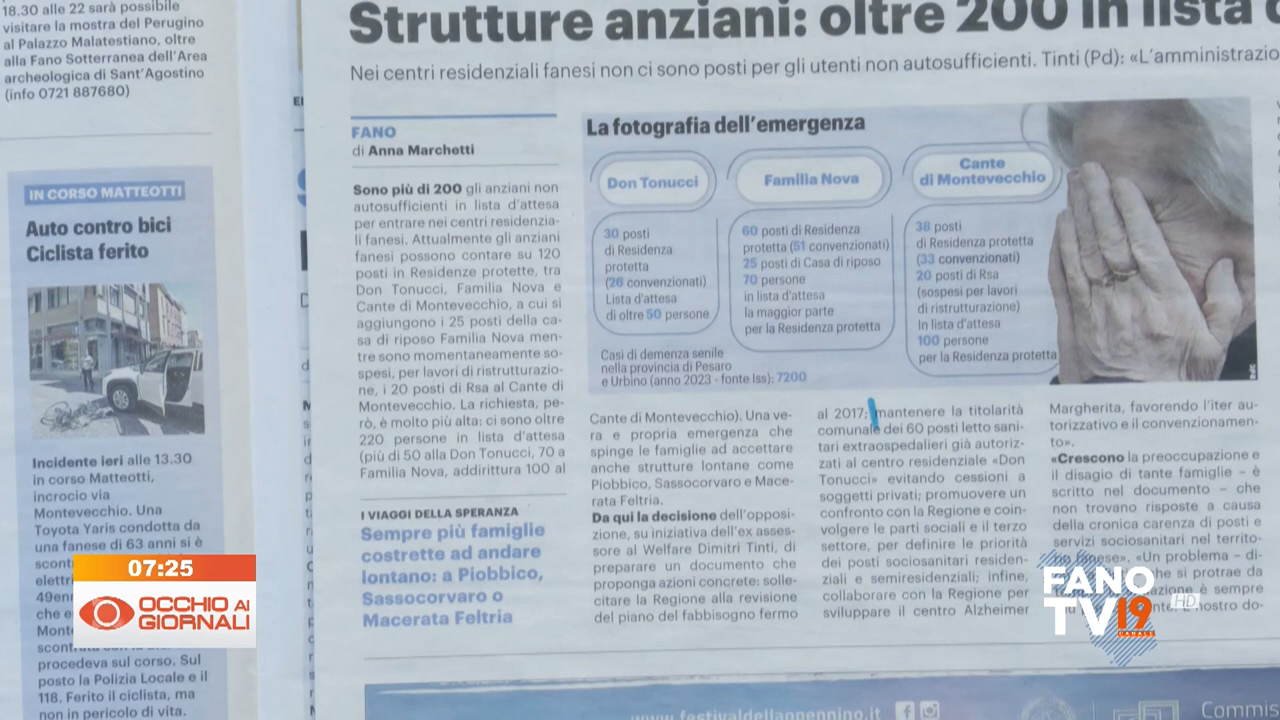 18.30 alle 22 sarà possibile
visitare la mostra del Perugino
al Palazzo Malatestiano, oltre
alla Fano Sotterranea dell'Area
archeologica di Sant'Agostino
(info 0721 887680)
IN CORSO MATTEOTTI
Auto contro bici
Ciclista ferito
Incidente ieri alle 13.30
in corso Matteotti,
incrocio via
Montevecchio. Una
Toyota Yaris condotta da
una fanese di 63 anni si è
procedeva sul corso. Sul
posto la Polizia Locale e il
118. Ferito il ciclista, ma
non in pericolo di vita.
Strutture anziani: oltre 200 in lista
Nei centri residenziali fanesi non ci sono posti per gli utenti non autosufficienti. Tinti (Pd): «L'amministrazio
FANO
di Anna Marchetti
Sono più di 200 gli anziani non
autosufficienti in lista d'attesa
per entrare nei centri residenzia-
li fanesi. Attualmente gli anziani
fanesi possono contare su 120
posti in Residenze protette, tra
Don Tonucci, Familia Nova e
Cante di Montevecchio, a cui si
aggiungono i 25 posti della ca-
sa di riposo Familia Nova men-
tre sono momentaneamente so-
spesi, per lavori di ristrutturazio-
ne, i 20 posti di Rsa al Cante di
Montevecchio. La richiesta, pe-
rò, è molto più alta: ci sono oltre
220 persone in lista d'attesa
(più di 50 alla Don Tonucci, 70 a
Familia Nova, addirittura 100 al
I VIAGGI DELLA SPERANZA
Sempre più famiglie
costrette ad andare
lontano: a Piobbico,
Sassocorvaro o
Macerata Feltria
La fotografia dell'emergenza
Don Tonucci
30 posti
di Residenza
protetta
(26 convenzionati)
Lista d'attesa
di oltre 50 persone
Familia Nova
60 posti di Residenza
protetta (51 convenzionati)
25 posti di Casa di riposo
70 persone
in lista d'attesa
la maggior parte
per la Residenza protetta
Cante
di Montevecchio
38 posti
di Residenza protetta
(33 convenzionati)
20 posti di Rsa
(sospesi per lavori
di ristrutturazione)
In lista d'attesa
100 persone
per la Residenza protetta
Casi di demenza senile
nella provincia di Pesaro
e Urbino (anno 2023 - fonte Iss): 7200
Cante di Montevecchio). Una ve-
ra e propria emergenza che
spinge le famiglie ad accettare
anche strutture lontane come
Piobbico, Sassocorvaro e Mace-
rata Feltria.
Da qui la decisione dell'opposi-
zione, su iniziativa dell'ex asses-
sore al Welfare Dimitri Tinti, di
preparare un documento che
proponga azioni concrete: solle-
citare la Regione alla revisione
del piano del fabbisogno fermo
al 2017; mantenere la titolarità
comunale dei 60 posti letto sani-
tari extraospedalieri già autoriz-
zati al centro residenziale «Don
Tonucci» evitando cessioni a
soggetti privati; promuovere un
confronto con la Regione e coin-
volgere le parti sociali e il terzo
settore, per definire le priorità
dei posti sociosanitari residen-
ziali e semiresidenziali; infine,
collaborare con la Regione per
sviluppare il centro Alzheimer
Margherita, favorendo l'iter au-
torizzativo e il convenzionamen-
to».
«Crescono la preoccupazione e
il disagio di tante famiglie – è
scritto nel documento – che
non trovano risposte a causa
della cronica carenza di posti e
servizi sociosanitari nel territo-
rio fanese». «Un problema – di-
che si protrae da
è sempre
nostro do-
www.festivaldellappennino.it
Commis
07:25
OCCHIO AI
GIORNALI
FANO
TV 19
CANALE
HD